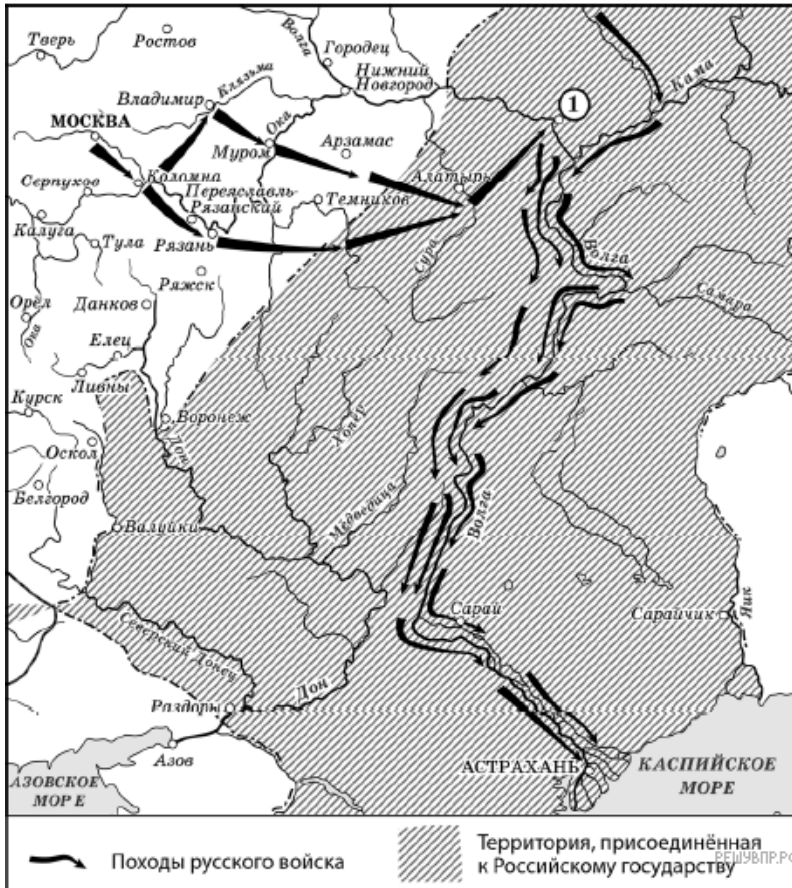 Тверь
Ростов
Волга
Городец
Нижний
Новгород
Кама
1
Владимир
Клязьма
МОСКВА
Ока
Муром
Арзамас
Алатырь
Серпухов
Коломна
Переяславль
Рязанский
Темников
Калуга
Тула
Рязань
Сура
Волга
Ряжск
Самара
Орёл
Ока
Данков
Елец
Ливны
Курск
Воронеж
Дон
Хопёр
Оскол
Белгород
Медведица
Волга
Валуйки
Сарай
Сарайчик
Яик
Северский Донец
Раздоры
Дон
Азов
АЗОВСКОЕ
МОРЕ
АСТРАХАНЬ
КАСПИЙСКОЕ
МОРЕ
Походы русского войска
Территория, присоединённая
к Российскому государству
РЕШУВПР.РФ